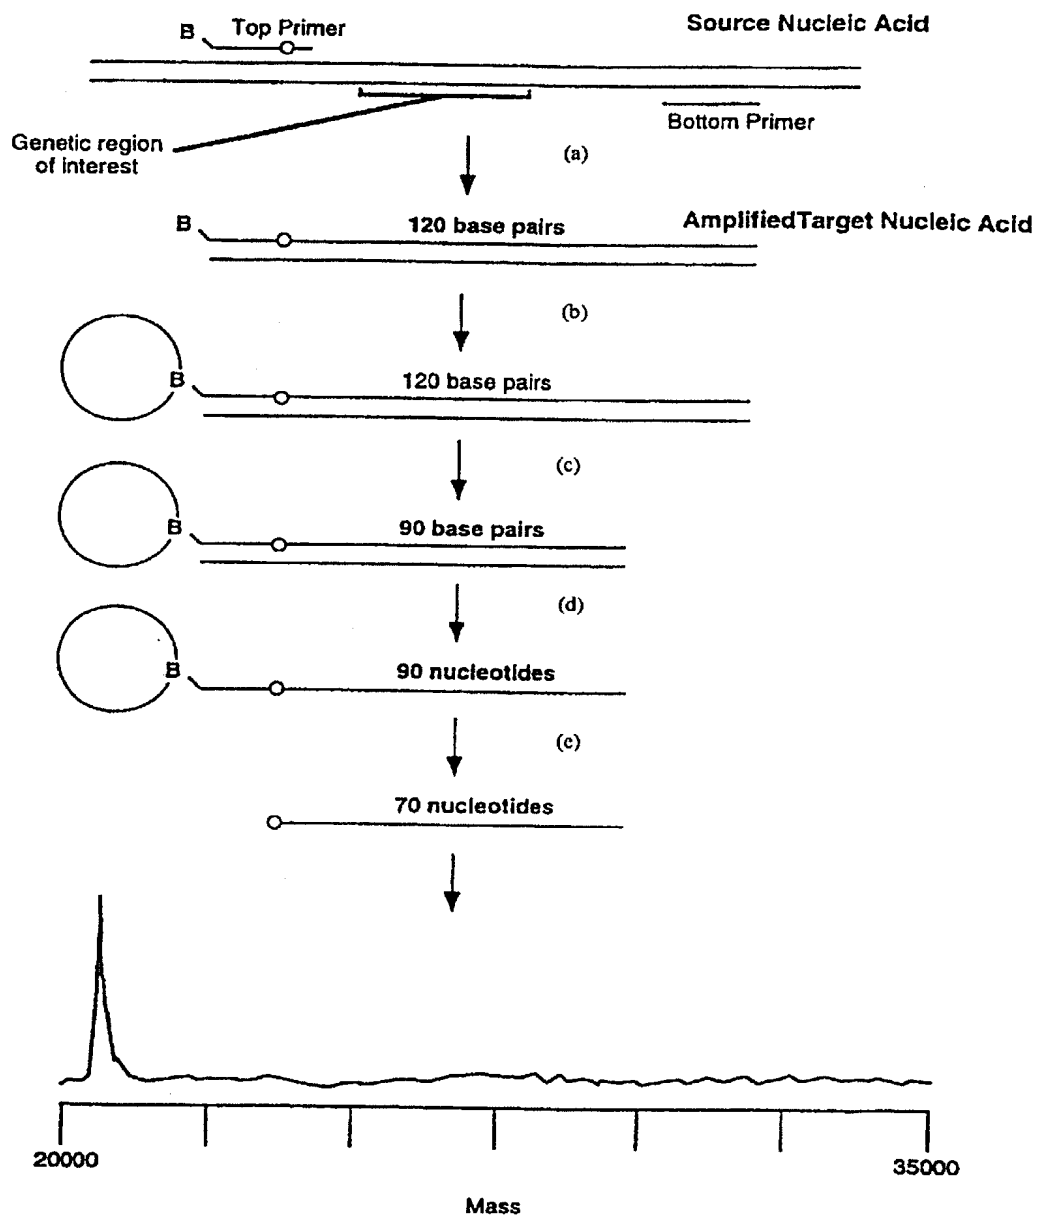 Source Nucleic Acid
B
Top Primer
Bottom Primer
Genetic region
of interest
(a)
B
120 base pairs
AmplifiedTarget Nucleic Acid
(b)
B
120 base pairs
(c)
B
90 base pairs
(d)
B
90 nucleotides
(e)
70 nucleotides
20000
35000
Mass